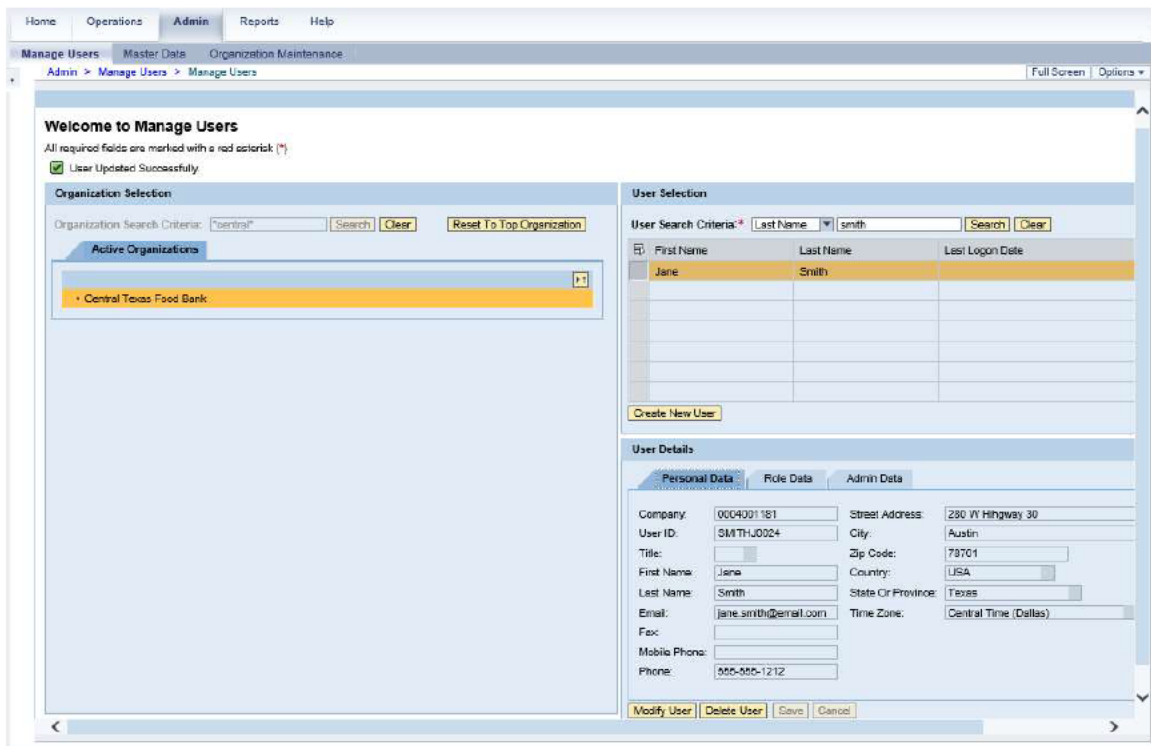 Home Operations Admin Reports Help
Manage Users Master Data Organization Maintenance
Admin > Manage Users > Manage Users
Full Screen Options
Welcome to Manage Users
All required fields are marked with a red asterisk (*)
User Updated Successfully
Organization Selection
Organization Search Criteria: *central* Search Clear Reset To Top Organization
Active Organizations
Central Texas Food Bank
User Selection
User Search Criteria:* Last Name smith Search Clear
First Name Last Name Last Logon Date
Jane Smith
Create New User
User Details
Personal Data Role Data Admin Data
Company: 0004001181 Street Address: 280 W Hihgway 30
User ID: SMITHJ0024 City: Austin
Title: Zip Code: 78701
First Name: Jane Country: USA
Last Name: Smith State Or Province: Texas
Email: jane.smith@email.com Time Zone: Central Time (Dallas)
Fax:
Mobile Phone:
Phone: 555-555-1212
Modify User Delete User Save Cancel